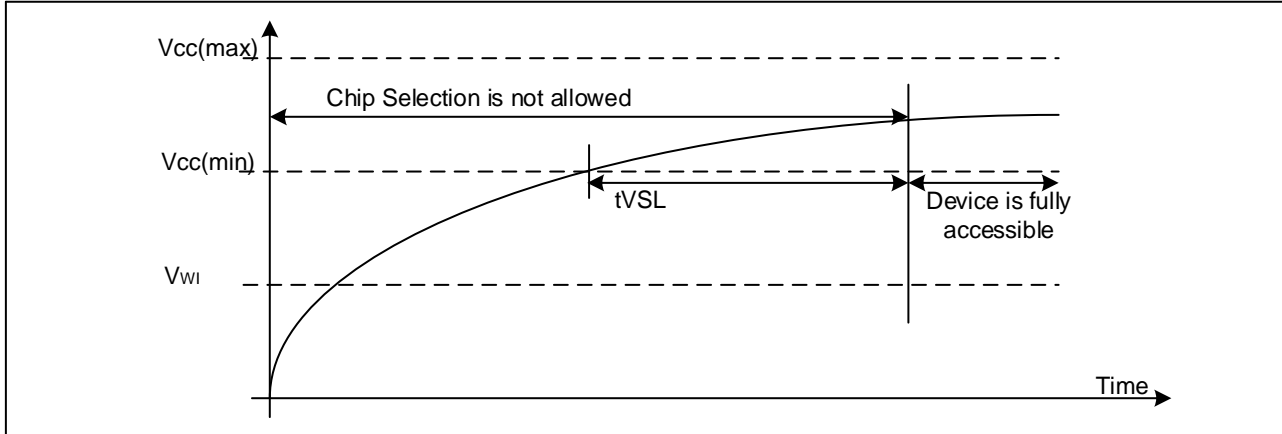 Vcc(max)
Chip Selection is not allowed
Vcc(min)
tVSL
Device is fully
accessible
VWI
Time